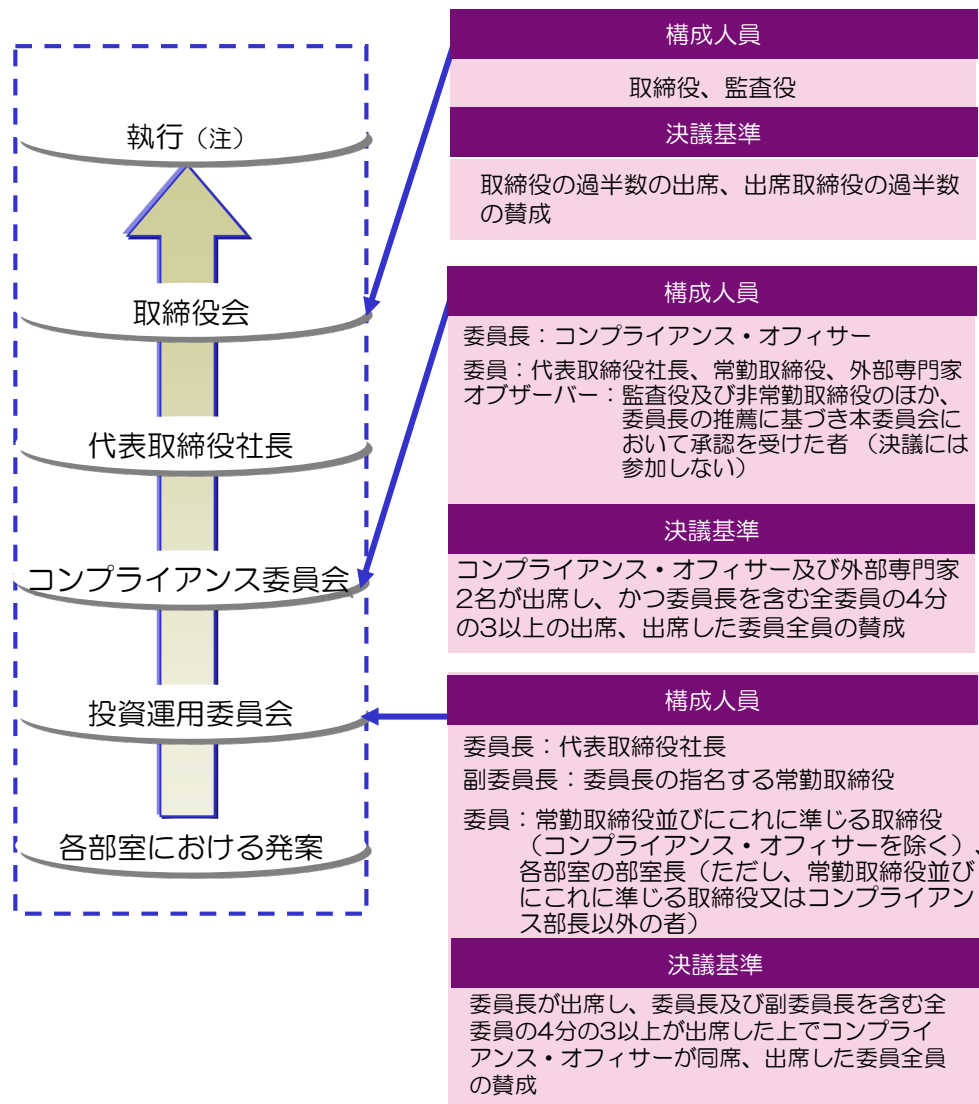 執行（注）
取締役会
代表取締役社長
コンプライアンス委員会
投資運用委員会
各部室における発案
構成人員
取締役、監査役
決議基準
取締役の過半数の出席、出席取締役の過半数
の賛成
構成人員
委員長：コンプライアンス・オフィサー
委員：代表取締役社長、常勤取締役、外部専門家
オブザーバー：監査役及び非常勤取締役のほか、
委員長の推薦に基づき本委員会に
おいて承認を受けた者 （決議には
参加しない）
決議基準
コンプライアンス・オフィサー及び外部専門家
2名が出席し、かつ委員長を含む全委員の4分
の3以上の出席、出席した委員全員の賛成
構成人員
委員長：代表取締役社長
副委員長：委員長の指名する常勤取締役
委員：常勤取締役並びにこれに準じる取締役
（コンプライアンス・オフィサーを除く）、
各部室の部室長（ただし、常勤取締役並び
にこれに準じる取締役又はコンプライアン
ス部長以外の者）
決議基準
委員長が出席し、委員長及び副委員長を含む全
委員の4分の3以上が出席した上でコンプライ
アンス・オフィサーが同席、出席した委員全員
の賛成